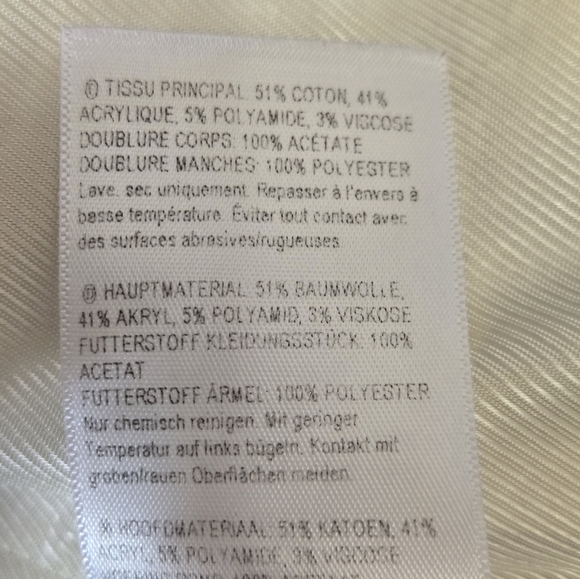 Ⓕ TISSU PRINCIPAL: 51% COTON, 41%
ACRYLIQUE, 5% POLYAMIDE, 3% VISCOSE
DOUBLURE CORPS: 100% ACÉTATE
DOUBLURE MANCHES: 100% POLYESTER
Lave. sec uniquement. Repasser à l'envers à
basse température. Éviter tout contact avec
des surfaces abrasives/rugueuses.
Ⓓ HAUPTMATERIAL: 51% BAUMWOLLE,
41% AKRYL, 5% POLYAMID, 3% VISKOSE
FUTTERSTOFF KLEIDUNGSSTÜCK: 100%
ACETAT
FUTTERSTOFF ÄRMEL: 100% POLYESTER
Nur chemisch reinigen. Mit geringer
Temperatur auf links bügeln. Kontakt mit
groben/rauen Oberflächen meiden.
HOOFDMATERIAAL: 51% KATOEN, 41%
ACRYL, 5% POLYAMIDE, 3% VISCOSE